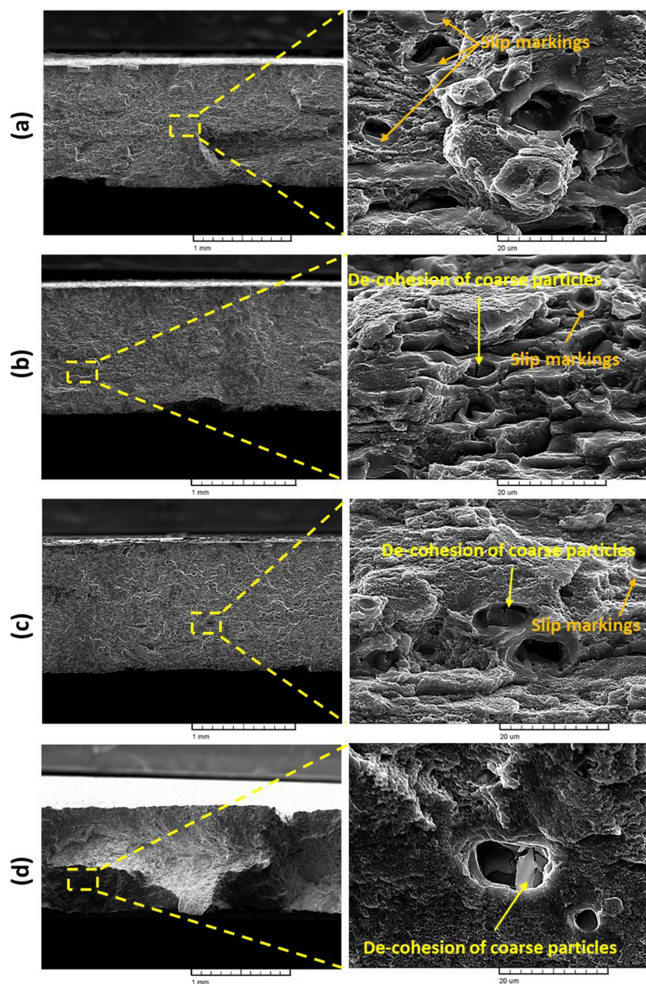 (a)
Slip markings
1 mm
20 um
(b)
De-cohesion of coarse particles
Slip markings
1 mm
20 um
(c)
De-cohesion of coarse particles
Slip markings
1 mm
20 um
(d)
De-cohesion of coarse particles
1 mm
20 um